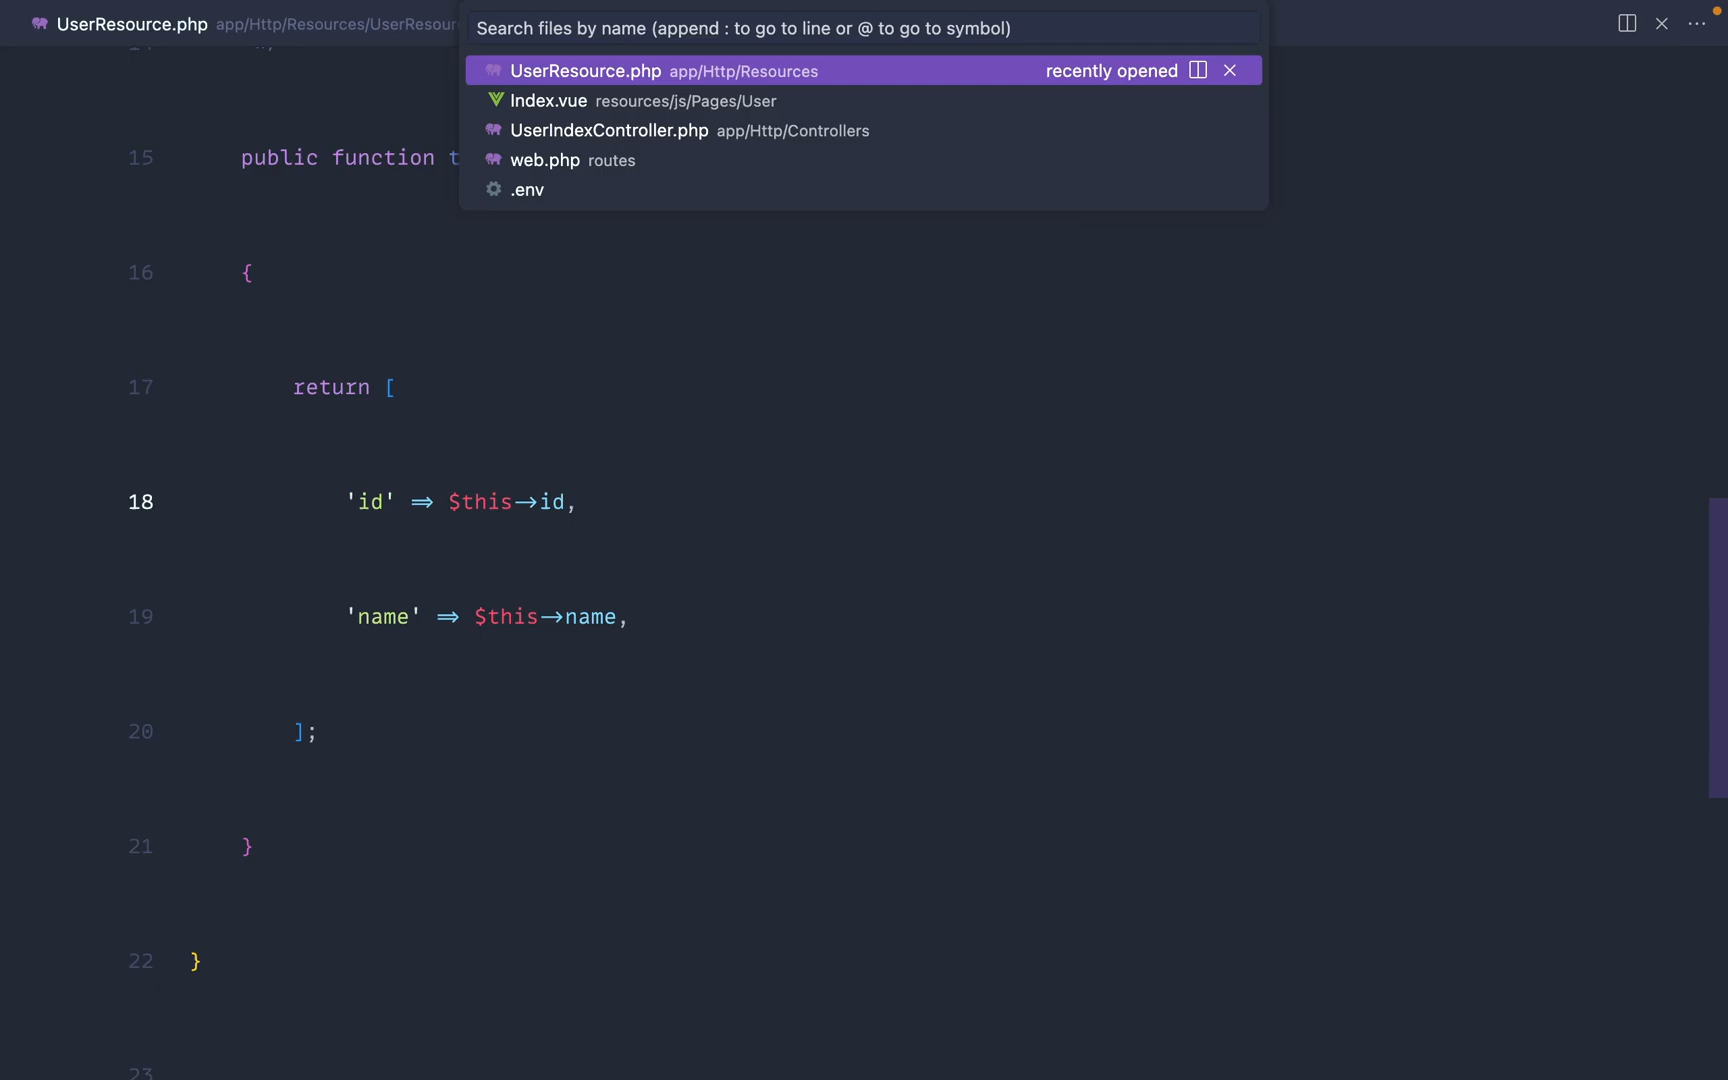 UserResource.php app/Http/Resources/UserResour
Search files by name (append : to go to line or @ to go to symbol)
UserResource.php app/Http/Resources recently opened
Index.vue resources/js/Pages/User
UserIndexController.php app/Http/Controllers
web.php routes
.env
15 public function t
16 {
17 return [
18 'id' => $this->id,
19 'name' => $this->name,
20 ];
21 }
22 }
23